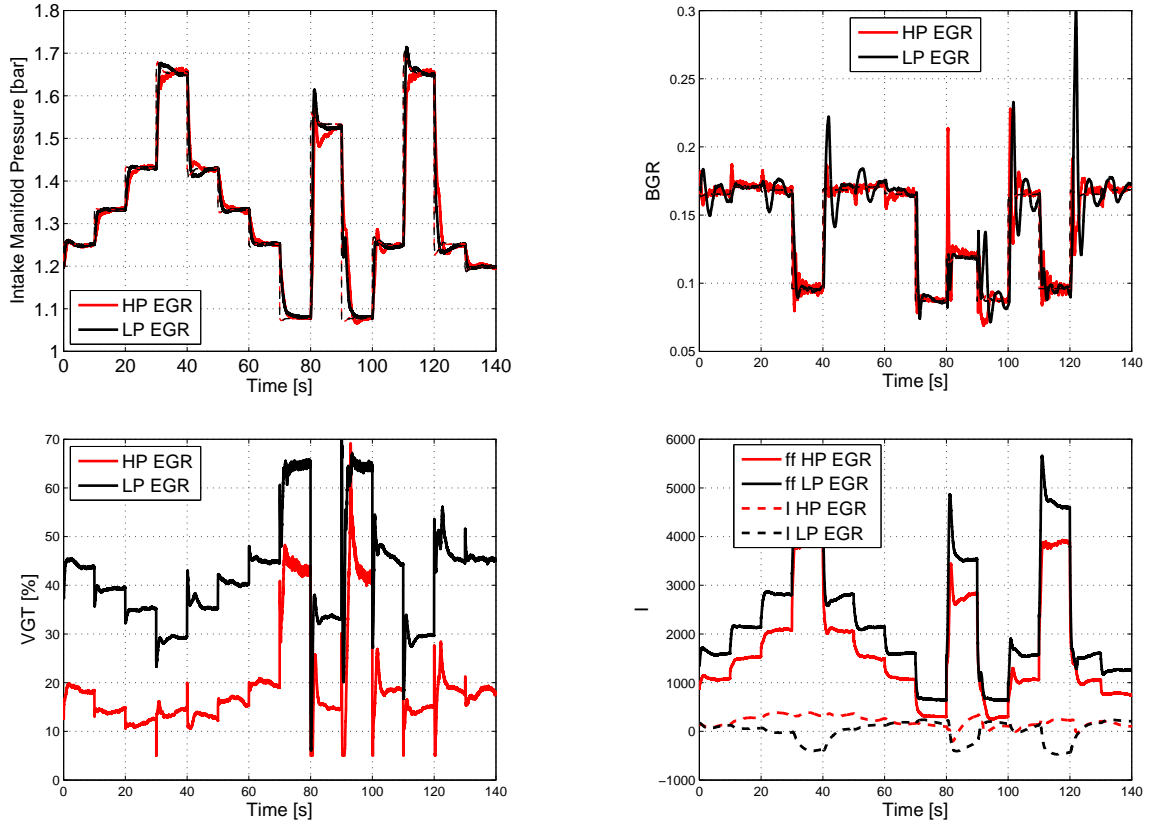 1.8
1.7
1.6
1.5
1.4
1.3
1.2
1.1
1
Intake Manifold Pressure [bar]
HP EGR
LP EGR
0 20 40 60 80 100 120 140
Time [s]
0.3
0.25
0.2
0.15
0.1
0.05
BGR
HP EGR
LP EGR
0 20 40 60 80 100 120 140
Time [s]
70
60
50
40
30
20
10
0
VGT [%]
HP EGR
LP EGR
0 20 40 60 80 100 120 140
Time [s]
6000
5000
4000
3000
2000
1000
0
−1000
I
ff HP EGR
ff LP EGR
I HP EGR
I LP EGR
0 20 40 60 80 100 120 140
Time [s]